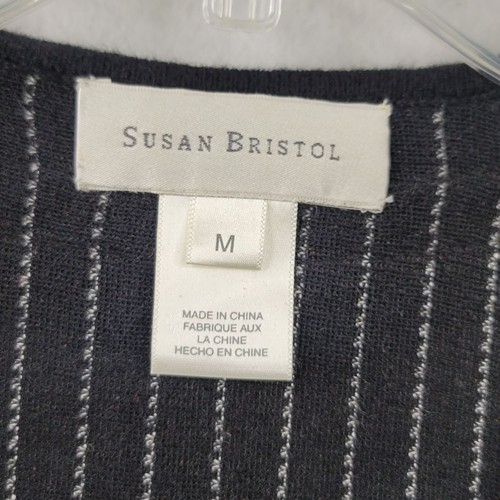 SUSAN BRISTOL
M
MADE IN CHINA
FABRIQUE AUX
LA CHINE
HECHO EN CHINE